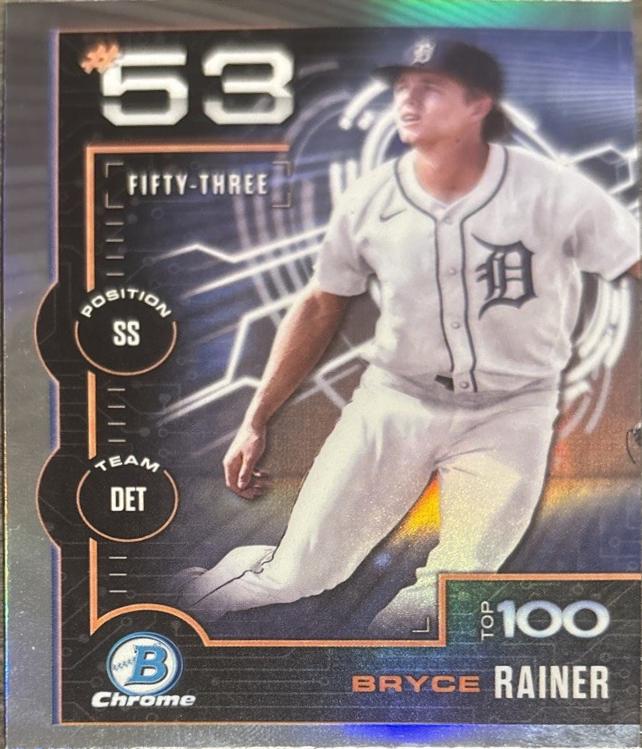 #53
FIFTY-THREE
POSITION
SS
TEAM
DET
D
D
TOP 100
B
Chrome
BRYCE RAINER